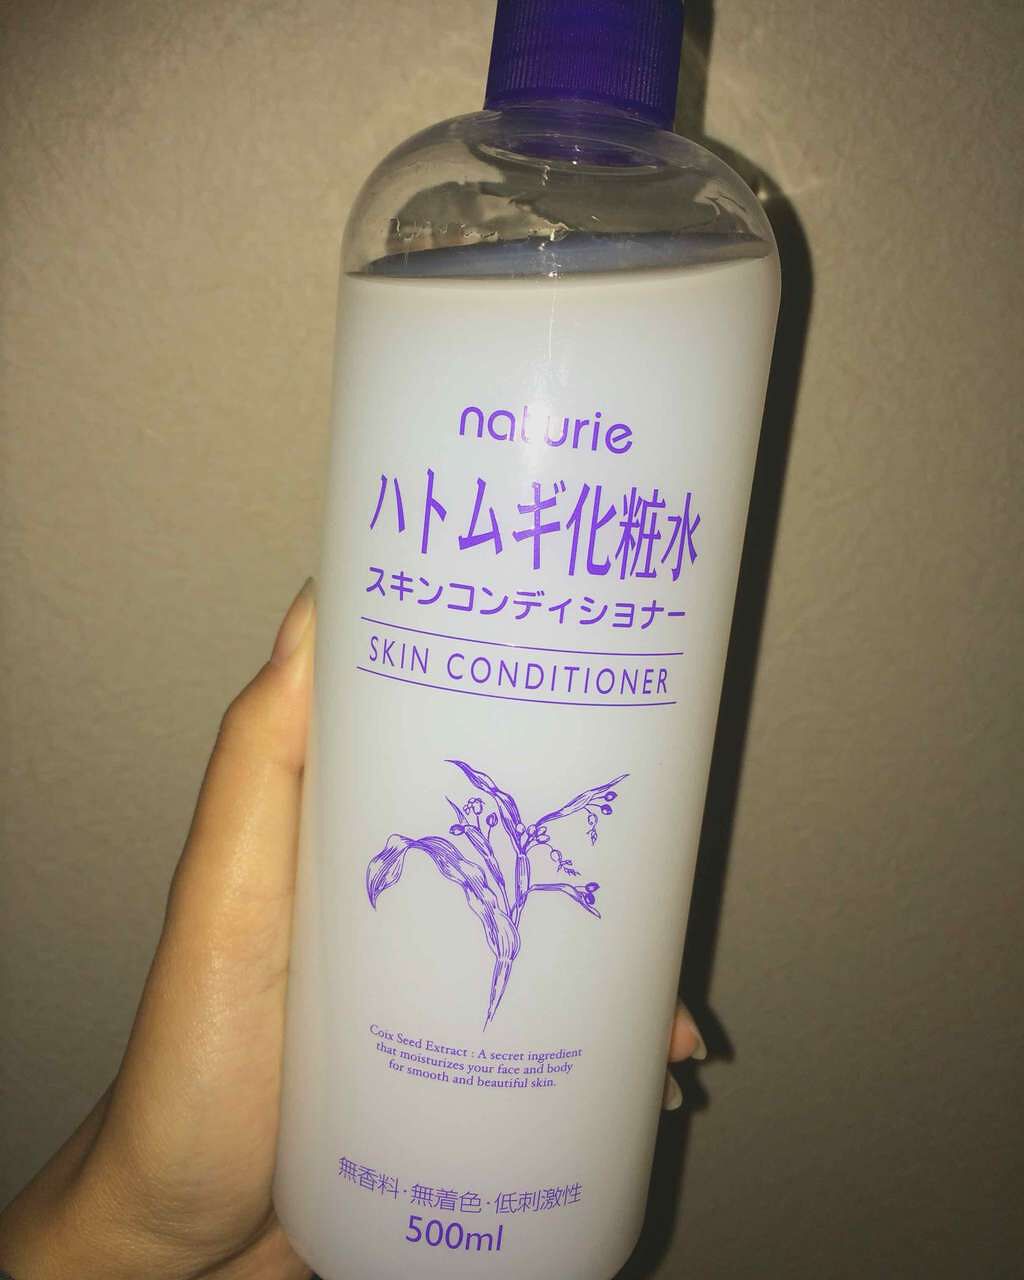 naturie
ハトムギ化粧水
スキンコンディショナー
SKIN CONDITIONER
Coix Seed Extract : A secret ingredient
that moisturizes your face and body
for smooth and beautiful skin.
無香料・無着色・低刺激性
500ml